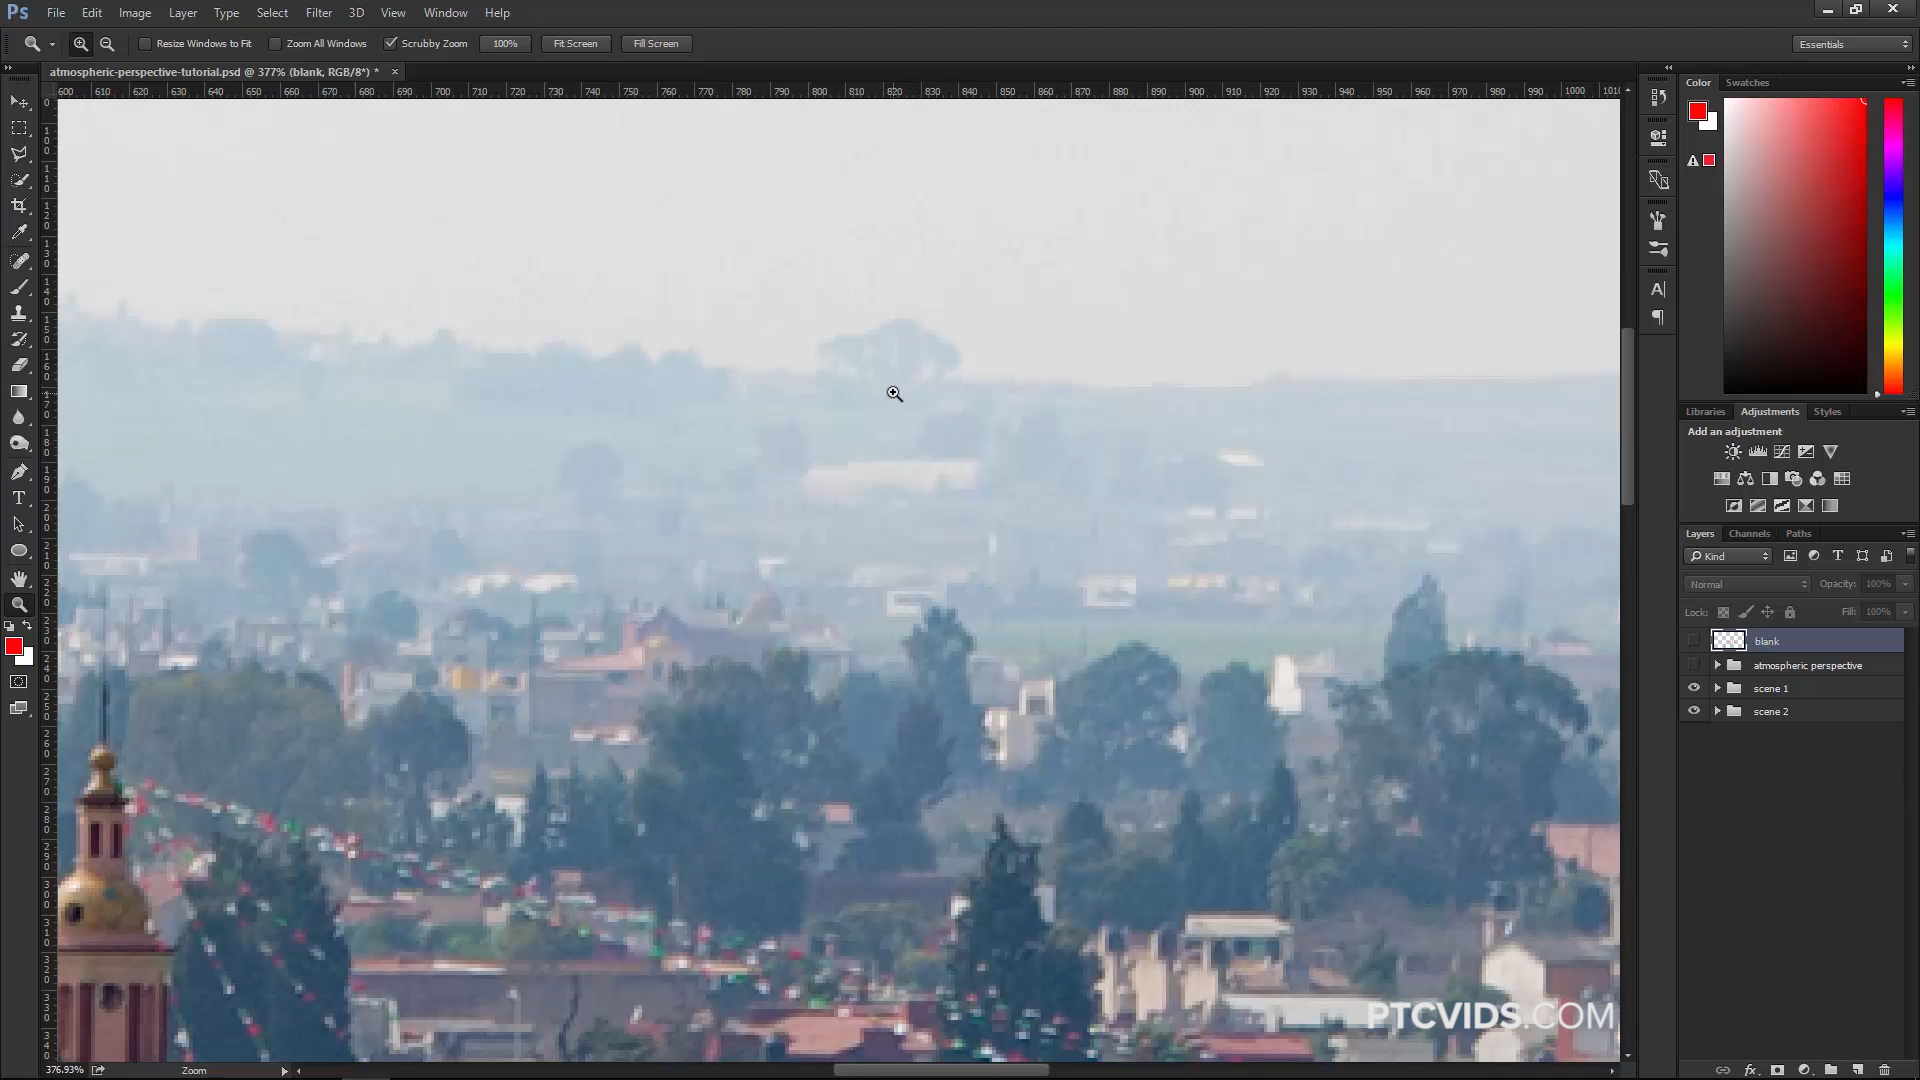 Ps File Edit Image Layer Type Select Filter 3D View Window Help
Resize Windows to Fit Zoom All Windows Scrubby Zoom 100% Fit Screen Fill Screen Essentials
atmospheric-perspective-tutorial.psd @ 377% (blank, RGB/8*) *
600 610 620 630 640 650 660 670 680 690 700 710 720 730 740 750 760 770 780 790 800 810 820 830 840 850 860 870 880 890 900 910 920 930 940 950 960 970 980 990 1000 1010
Color Swatches
Libraries Adjustments Styles
Add an adjustment
Layers Channels Paths
Kind
Normal Opacity: 100%
Lock: Fill: 100%
blank
atmospheric perspective
scene 1
scene 2
PTCVIDS.COM
376.93% Zoom